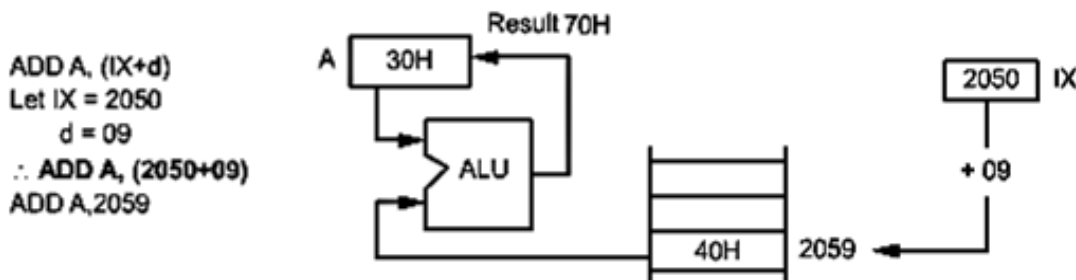 ADD A, (IX+d)
Let IX = 2050
d = 09
∴ ADD A, (2050+09)
ADD A,2059
Result 70H
A
30H
ALU
40H
2059
2050
IX
+ 09